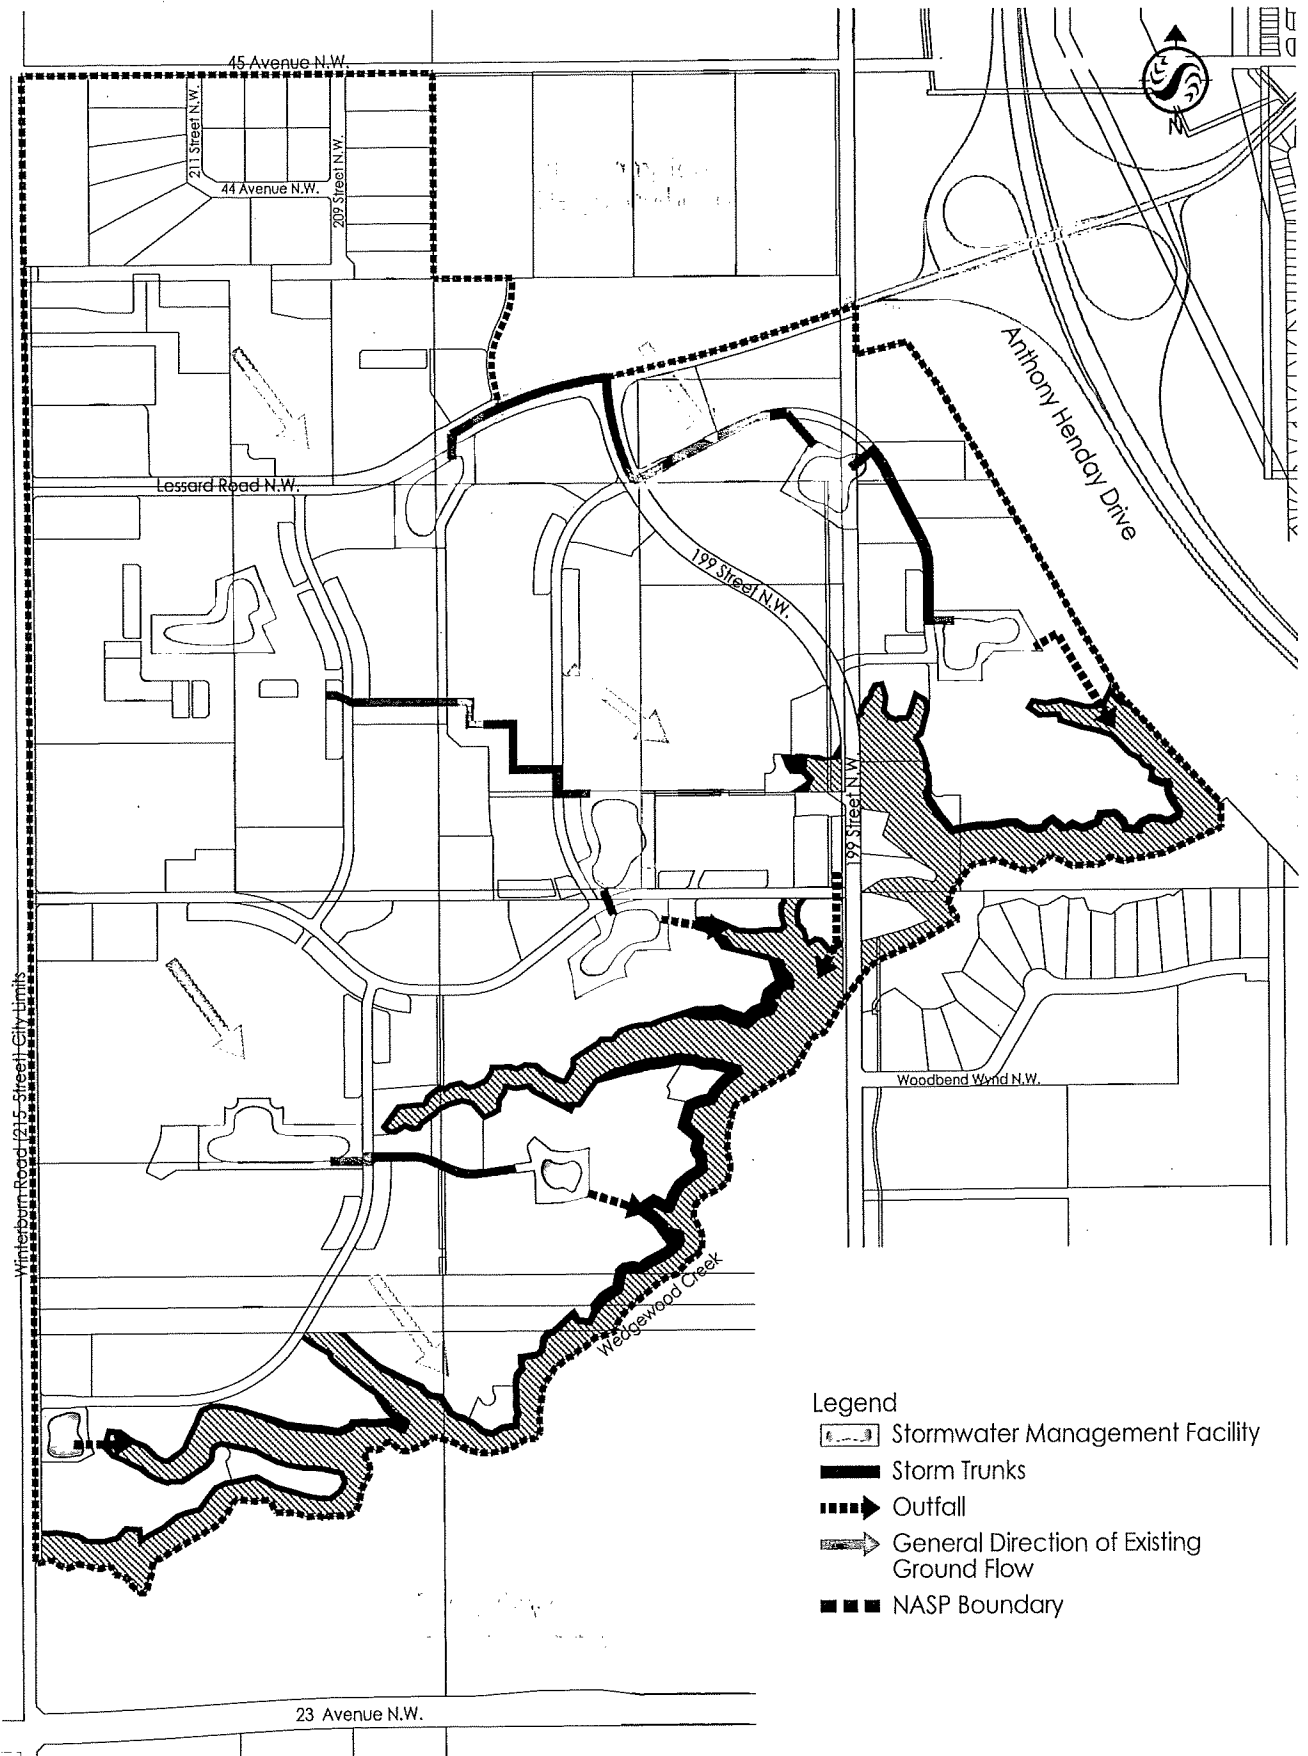 45 Avenue N.W.
211 Street N.W.
44 Avenue N.W.
209 Street N.W.
N
Anthony Henday Drive
Lessard Road N.W.
199 Street N.W.
199 Street N.W.
Winterburn Road (215 Street) City Limits
Woodbend Wynd N.W.
Wedgewood Creek
Legend
Stormwater Management Facility
Storm Trunks
Outfall
General Direction of Existing
Ground Flow
NASP Boundary
23 Avenue N.W.